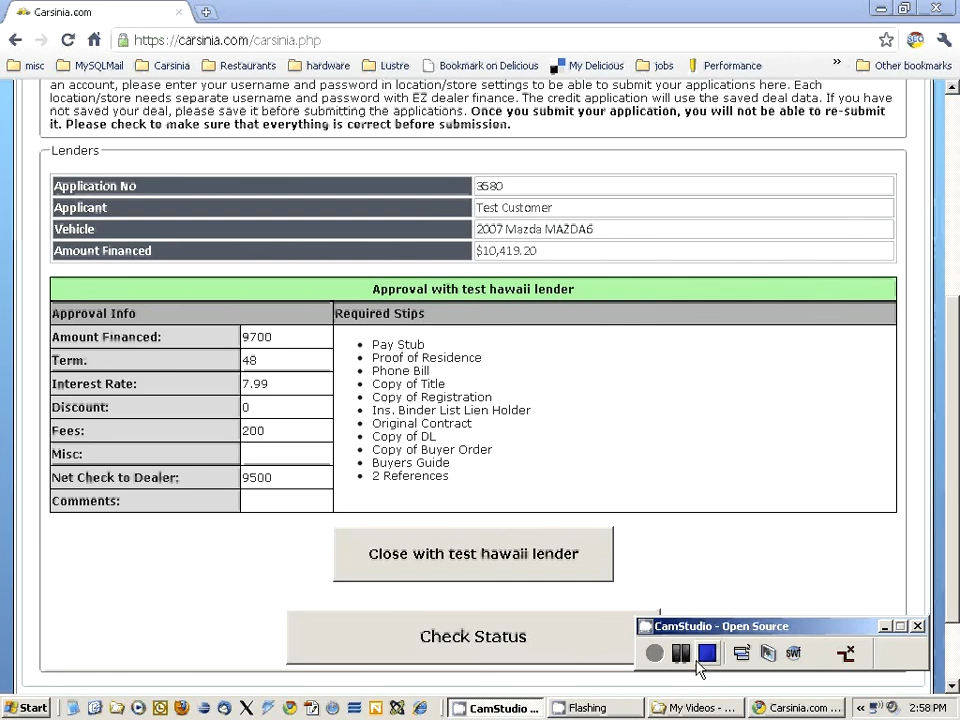 Carsinia.com
https://carsinia.com/carsinia.php
misc MySQLMail Carsinia Restaurants hardware Lustre Bookmark on Delicious My Delicious jobs Performance » Other bookmarks
an account, please enter your username and password in location/store settings to be able to submit your applications here. Each
location/store needs separate username and password with EZ dealer finance. The credit application will use the saved deal data. If you have
not saved your deal, please save it before submitting the applications. Once you submit your application, you will not be able to re-submit
it. Please check to make sure that everything is correct before submission.
Lenders
Application No 3580
Applicant Test Customer
Vehicle 2007 Mazda MAZDA6
Amount Financed $10,419.20
Approval with test hawaii lender
Approval Info Required Stips
Amount Financed: 9700
Term: 48
Interest Rate: 7.99
Discount: 0
Fees: 200
Misc:
Net Check to Dealer: 9500
Comments:
• Pay Stub
• Proof of Residence
• Phone Bill
• Copy of Title
• Copy of Registration
• Ins. Binder List Lien Holder
• Original Contract
• Copy of DL
• Copy of Buyer Order
• Buyers Guide
• 2 References
Close with test hawaii lender
Check Status
CamStudio - Open Source
SWF
Start CamStudio ... Flashing My Videos - ... Carsinia.com ... « 2:58 PM